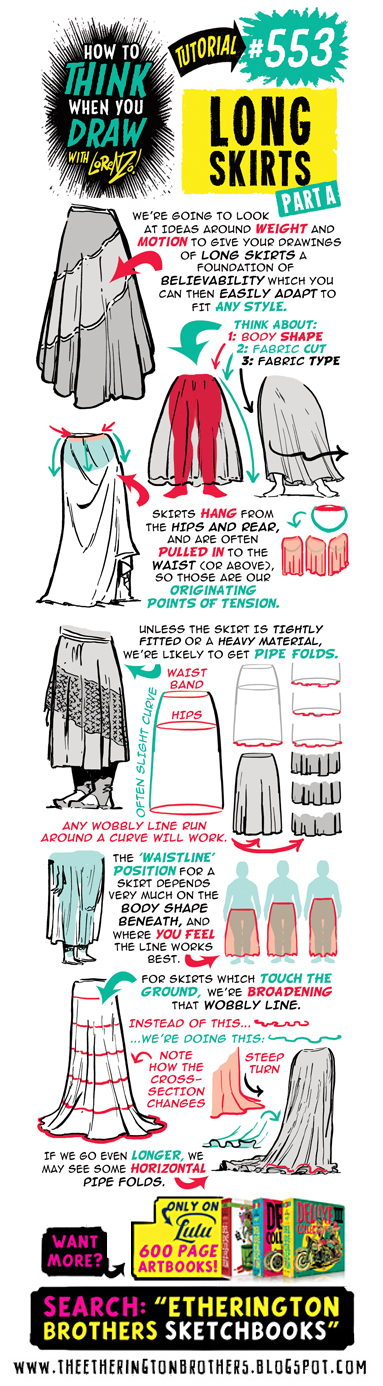 HOW TO
THINK
WHEN YOU
DRAW
WITH LORENZO!
TUTORIAL
#553
LONG
SKIRTS
PART A
WE'RE GOING TO LOOK
AT IDEAS AROUND WEIGHT AND
MOTION TO GIVE YOUR DRAWINGS
OF LONG SKIRTS A
FOUNDATION OF
BELIEVABILITY WHICH YOU
CAN THEN EASILY ADAPT TO
FIT ANY STYLE.
THINK ABOUT:
1: BODY SHAPE
2: FABRIC CUT
3: FABRIC TYPE
SKIRTS HANG FROM
THE HIPS AND REAR,
AND ARE OFTEN
PULLED IN TO THE
WAIST (OR ABOVE),
SO THOSE ARE OUR
ORIGINATING
POINTS OF TENSION.
UNLESS THE SKIRT IS TIGHTLY
FITTED OR A HEAVY MATERIAL,
WE'RE LIKELY TO GET PIPE FOLDS.
WAIST
BAND
HIPS
OFTEN SLIGHT CURVE
ANY WOBBLY LINE RUN
AROUND A CURVE WILL WORK.
THE 'WAISTLINE'
POSITION FOR A
SKIRT DEPENDS
VERY MUCH ON THE
BODY SHAPE
BENEATH, AND
WHERE YOU FEEL
THE LINE WORKS
BEST.
FOR SKIRTS WHICH TOUCH THE
GROUND, WE'RE BROADENING
THAT WOBBLY LINE.
INSTEAD OF THIS...
...WE'RE DOING THIS:
NOTE
HOW THE
CROSS-
SECTION
CHANGES
STEEP
TURN
IF WE GO EVEN LONGER, WE
MAY SEE SOME HORIZONTAL
PIPE FOLDS.
WANT
MORE?
ONLY ON
Lulu
600 PAGE
ARTBOOKS!
SEARCH: "ETHERINGTON
BROTHERS SKETCHBOOKS"
WWW.THEETHERINGTONBROTHERS.BLOGSPOT.COM